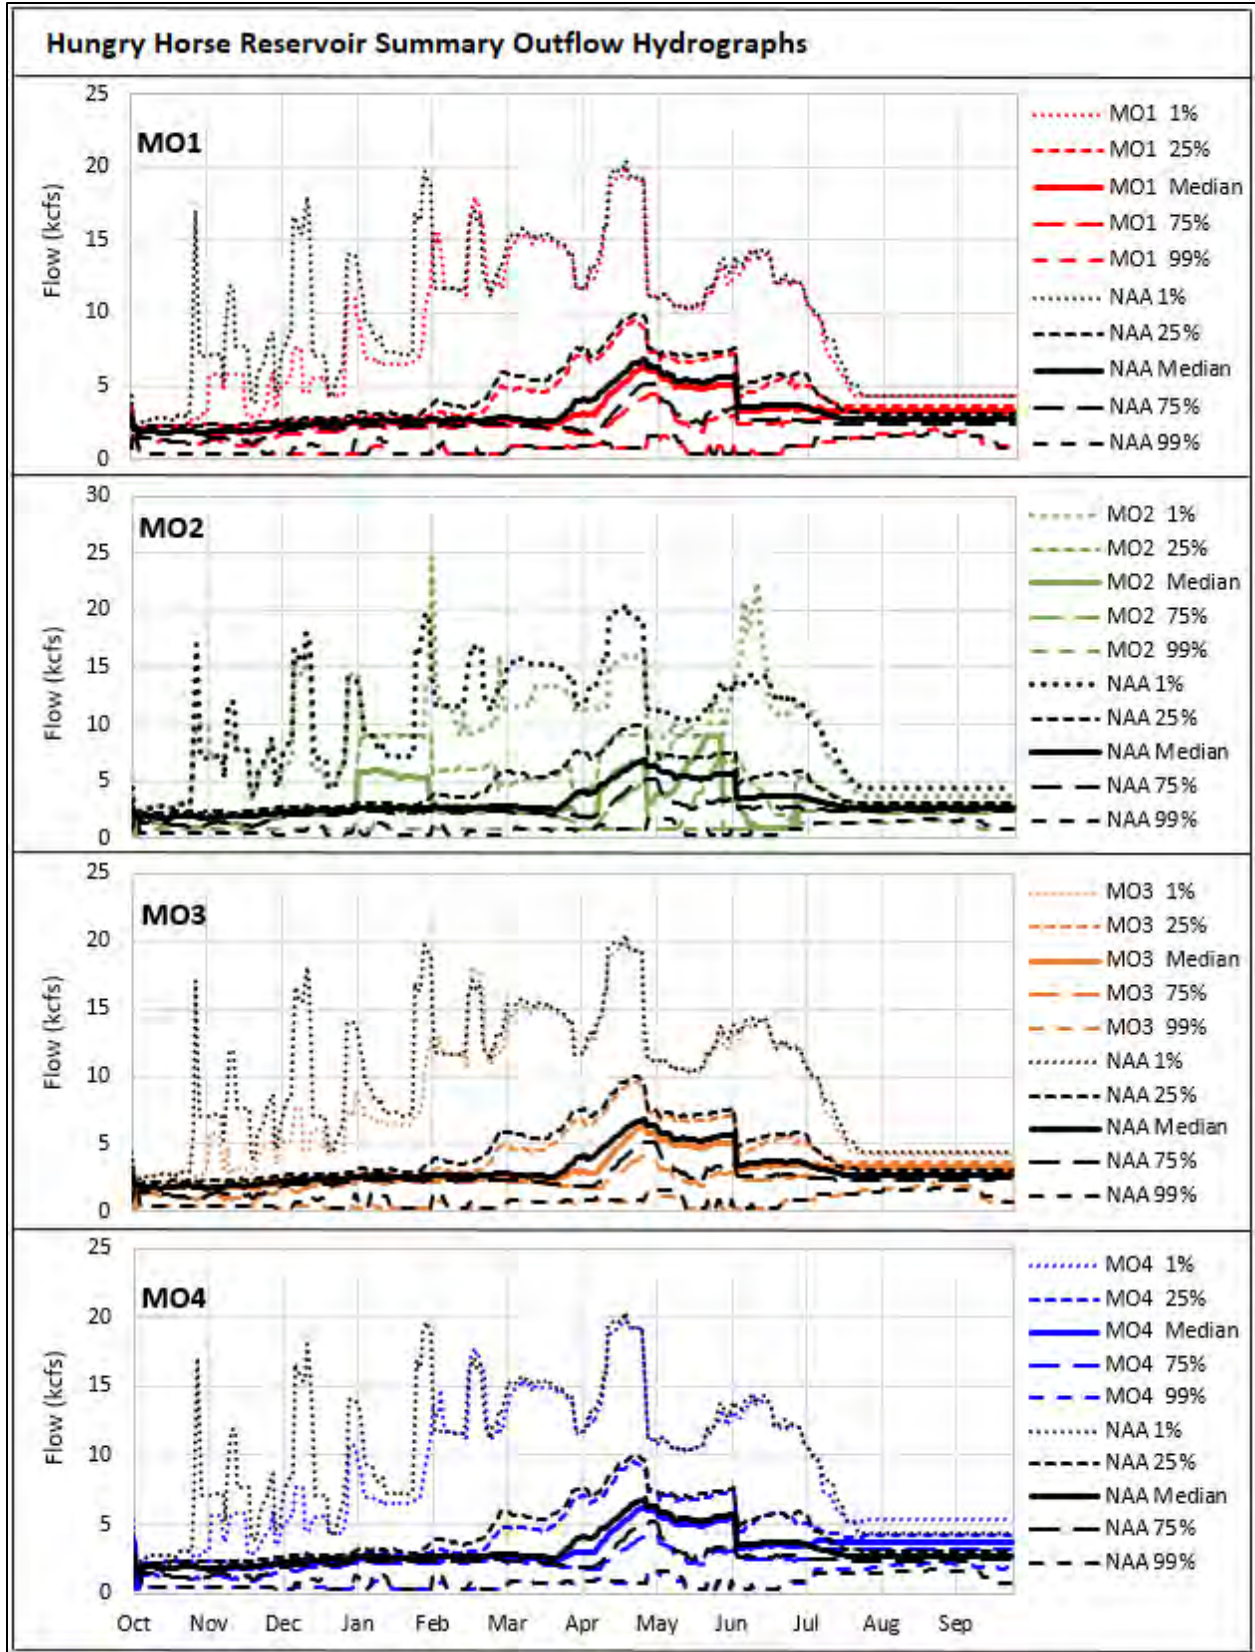 Hungry Horse Reservoir Summary Outflow Hydrographs
MO1
Flow (kcfs)
25
20
15
10
5
0
MO1 1%
MO1 25%
MO1 Median
MO1 75%
MO1 99%
NAA 1%
NAA 25%
NAA Median
NAA 75%
NAA 99%
MO2
Flow (kcfs)
30
25
20
15
10
5
0
MO2 1%
MO2 25%
MO2 Median
MO2 75%
MO2 99%
NAA 1%
NAA 25%
NAA Median
NAA 75%
NAA 99%
MO3
Flow (kcfs)
25
20
15
10
5
0
MO3 1%
MO3 25%
MO3 Median
MO3 75%
MO3 99%
NAA 1%
NAA 25%
NAA Median
NAA 75%
NAA 99%
MO4
Flow (kcfs)
25
20
15
10
5
0
MO4 1%
MO4 25%
MO4 Median
MO4 75%
MO4 99%
NAA 1%
NAA 25%
NAA Median
NAA 75%
NAA 99%
Oct Nov Dec Jan Feb Mar Apr May Jun Jul Aug Sep